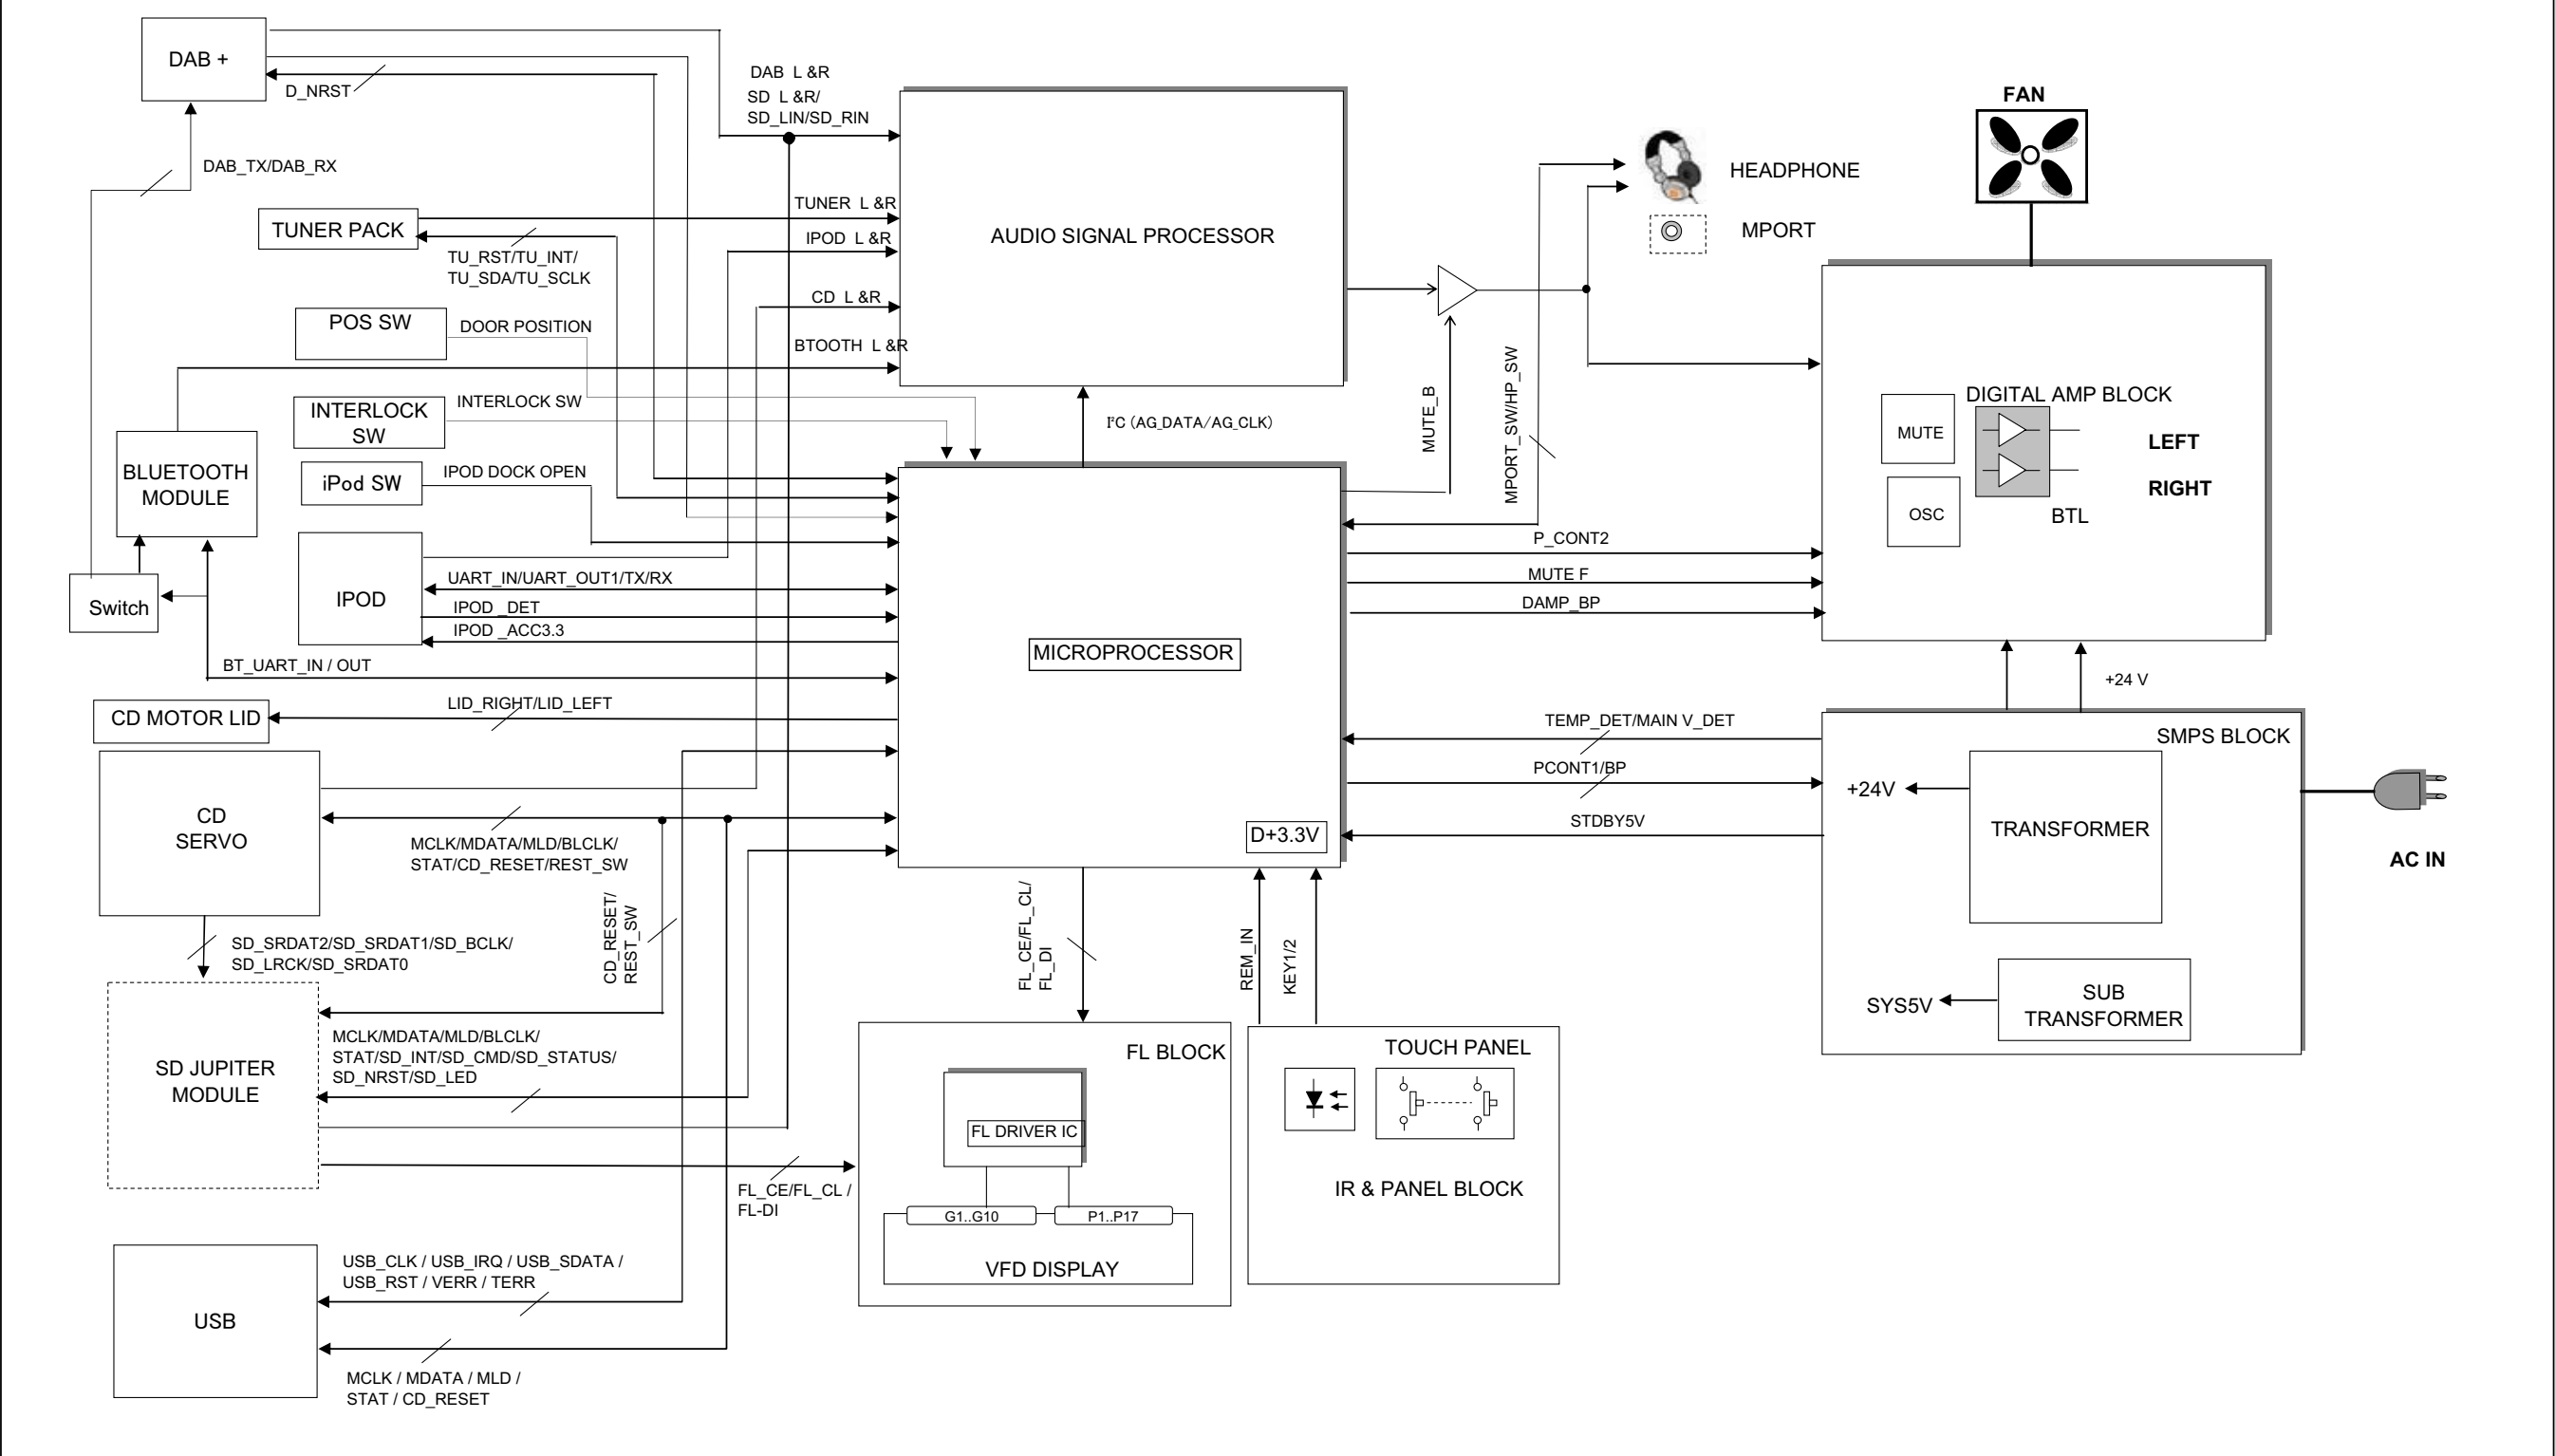 DAB +
D_NRST
DAB L &R
SD L &R/
SD_LIN/SD_RIN
DAB_TX/DAB_RX
TUNER PACK
TUNER L &R
TU_RST/TU_INT/
TU_SDA/TU_SCLK
IPOD L &R
POS SW
DOOR POSITION
CD L &R
BTOOTH L &R
INTERLOCK
SW
INTERLOCK SW
BLUETOOTH
MODULE
iPod SW
IPOD DOCK OPEN
IPOD
UART_IN/UART_OUT1/TX/RX
IPOD _DET
IPOD _ACC3.3
Switch
BT_UART_IN / OUT
CD MOTOR LID
LID_RIGHT/LID_LEFT
CD
SERVO
MCLK/MDATA/MLD/BLCLK/
STAT/CD_RESET/REST_SW
CD_RESET/
REST_SW
SD_SRDAT2/SD_SRDAT1/SD_BCLK/
SD_LRCK/SD_SRDAT0
SD JUPITER
MODULE
MCLK/MDATA/MLD/BLCLK/
STAT/SD_INT/SD_CMD/SD_STATUS/
SD_NRST/SD_LED
FL_CE/FL_CL /
FL-DI
USB
USB_CLK / USB_IRQ / USB_SDATA /
USB_RST / VERR / TERR
MCLK / MDATA / MLD /
STAT / CD_RESET
AUDIO SIGNAL PROCESSOR
I²C (AG_DATA/AG_CLK)
MICROPROCESSOR
D+3.3V
FL_CE/FL_CL/
FL_DI
REM_IN
KEY1/2
FL BLOCK
FL DRIVER IC
G1..G10
P1..P17
VFD DISPLAY
TOUCH PANEL
IR & PANEL BLOCK
MUTE_B
MPORT_SW/HP_SW
HEADPHONE
MPORT
FAN
DIGITAL AMP BLOCK
MUTE
LEFT
OSC
RIGHT
BTL
P_CONT2
MUTE F
DAMP_BP
+24 V
TEMP_DET/MAIN V_DET
PCONT1/BP
STDBY5V
SMPS BLOCK
+24V
TRANSFORMER
SYS5V
SUB
TRANSFORMER
AC IN